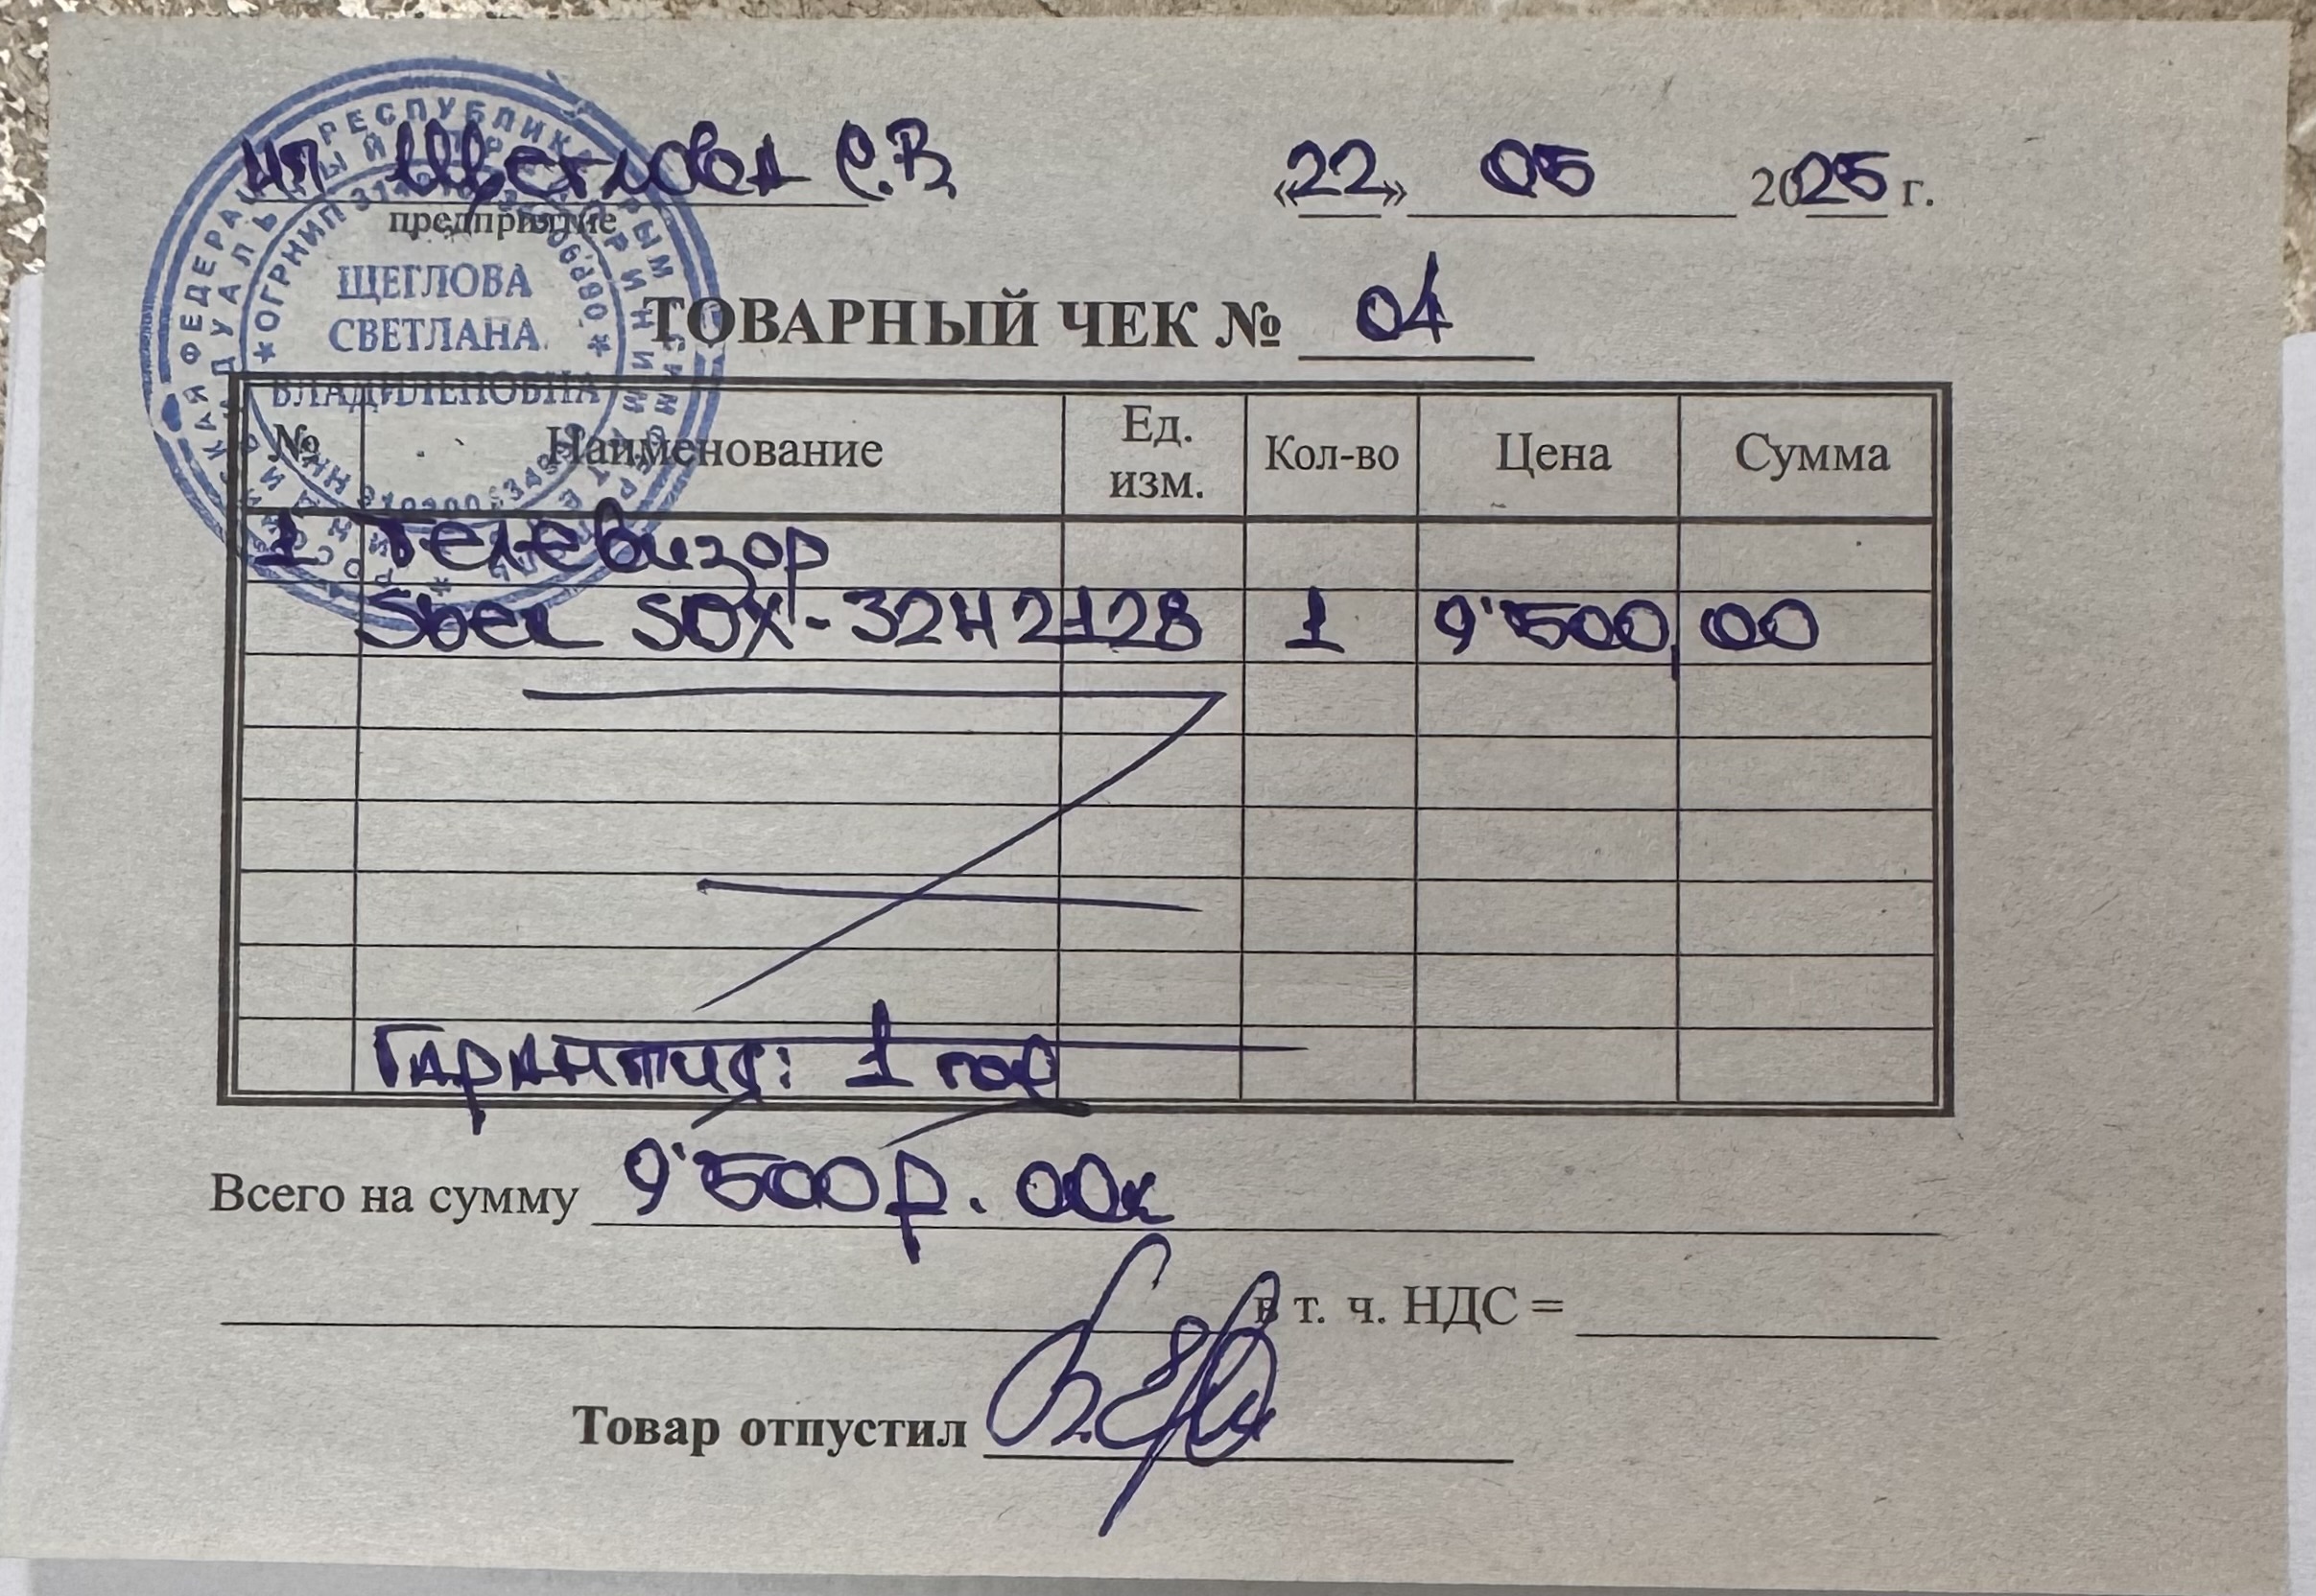 ИП Щеглова С.В. «22» 05 2025 г.
предприятие
ЩЕГЛОВА
СВЕТЛАНА
ВЛАДИЛЕНОВНА
ТОВАРНЫЙ ЧЕК № 04
№ Наименование Ед. изм. Кол-во Цена Сумма
1 Телевизор
Sber SDX-32H2128 1 9'500,00
Гарантия: 1 год
Всего на сумму 9'500р. 00к
в т. ч. НДС =
Товар отпустил